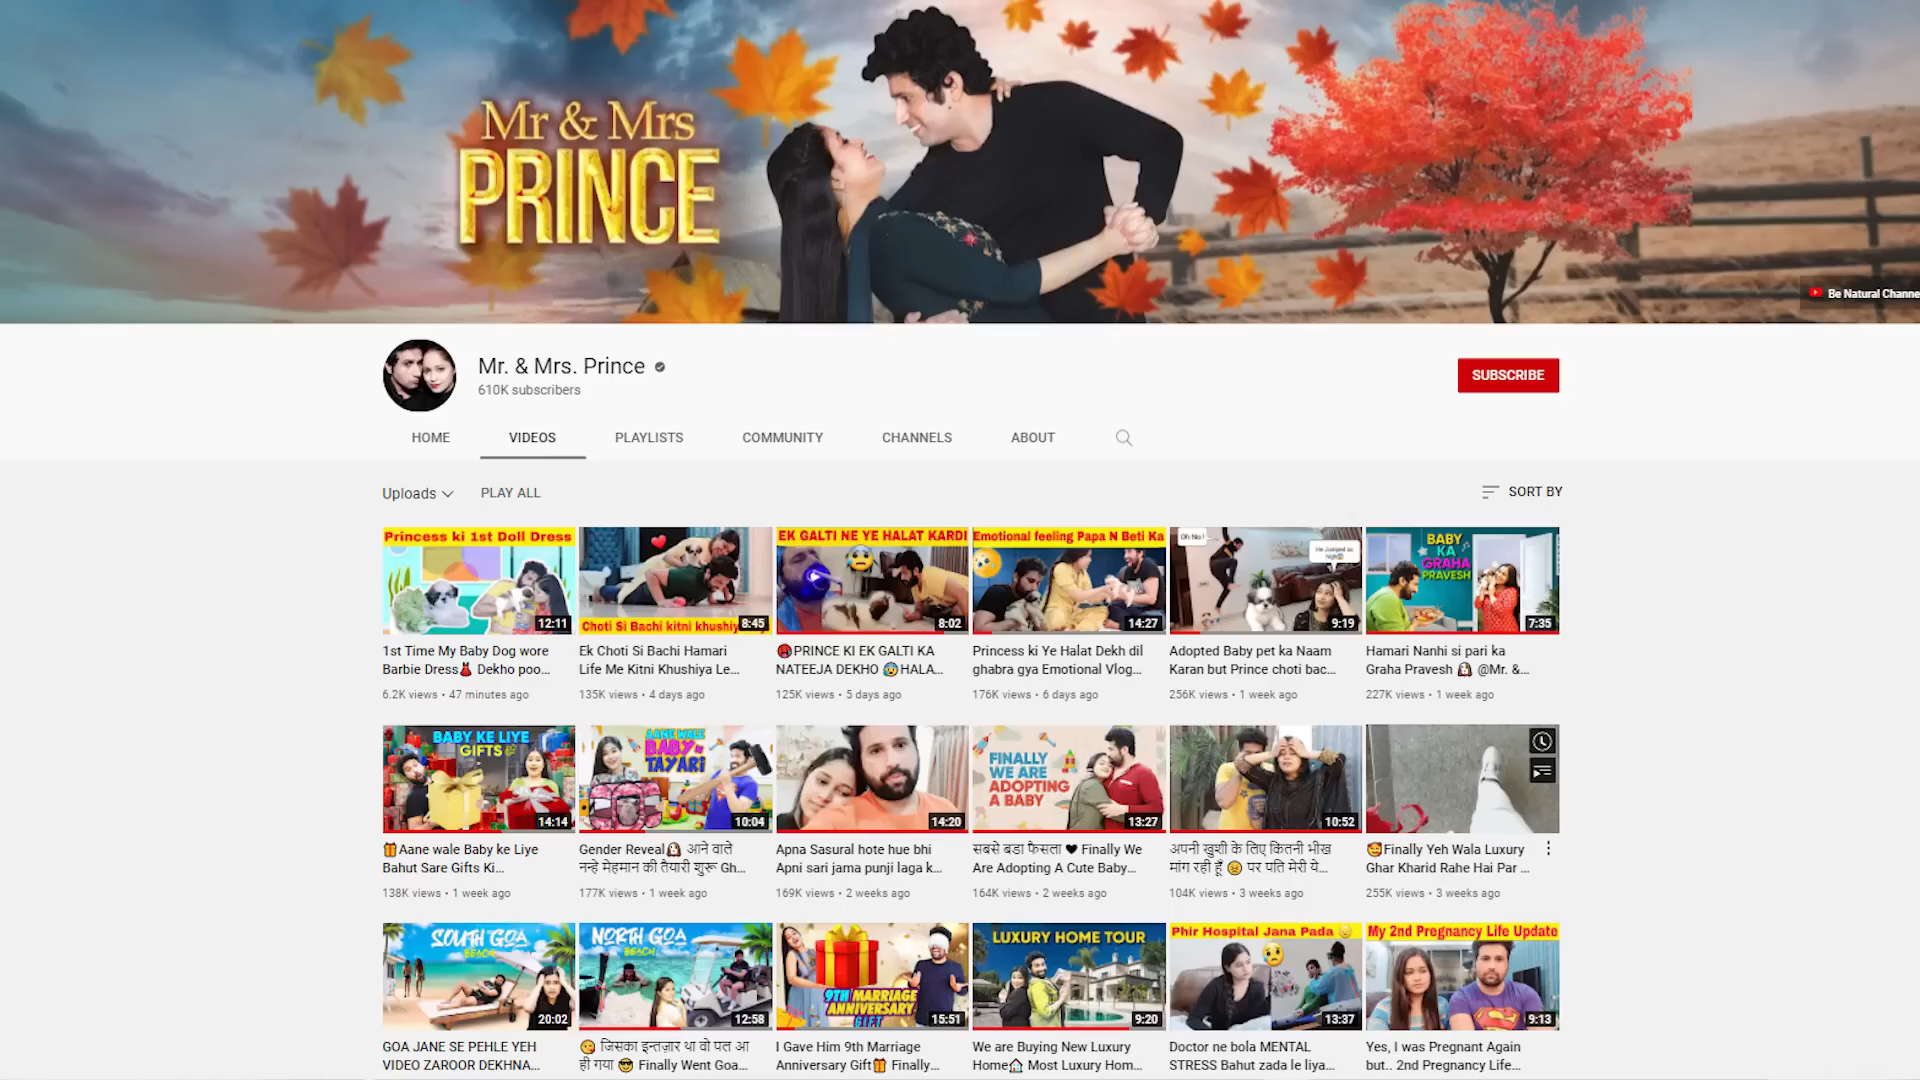 Mr & Mrs
PRINCE
Be Natural Channe
Mr. & Mrs. Prince
610K subscribers
SUBSCRIBE
HOME
VIDEOS
PLAYLISTS
COMMUNITY
CHANNELS
ABOUT
Uploads
PLAY ALL
SORT BY
Princess ki 1st Doll Dress
12:11
Choti Si Bachi kitni khushiy
8:45
EK GALTI NE YE HALAT KARDI
8:02
Emotional feeling Papa N Beti Ka
14:27
Oh No !
He Jumped so
9:19
BABY
KA
GRAHA
PRAVESH
7:35
1st Time My Baby Dog wore
Barbie Dress👗 Dekho poo...
6.2K views • 47 minutes ago
Ek Choti Si Bachi Hamari
Life Me Kitni Khushiya Le...
135K views • 4 days ago
🤬PRINCE KI EK GALTI KA
NATEEJA DEKHO 😰HALA...
125K views • 5 days ago
Princess ki Ye Halat Dekh dil
ghabra gya Emotional Vlog...
176K views • 6 days ago
Adopted Baby pet ka Naam
Karan but Prince choti bac...
256K views • 1 week ago
Hamari Nanhi si pari ka
Graha Pravesh 🐶 @Mr. &...
227K views • 1 week ago
BABY KE LIYE
GIFTS
14:14
AANE WALE
BABY KI
TAYARI
10:04
14:20
FINALLY
WE ARE
ADOPTING
A BABY
13:27
10:52
🎁Aane wale Baby ke Liye
Bahut Sare Gifts Ki...
138K views • 1 week ago
Gender Reveal🐶 आने वाले
नन्हे मेहमान की तैयारी शुरू Gh...
177K views • 1 week ago
Apna Sasural hote hue bhi
Apni sari jama punji laga k...
169K views • 2 weeks ago
सबसे बडा फैसला ❤ Finally We
Are Adopting A Cute Baby...
164K views • 2 weeks ago
अपनी खुशी के लिए कितनी भीख
मांग रही हूँ 😣 पर पति मेरी ये...
104K views • 3 weeks ago
🥰Finally Yeh Wala Luxury
Ghar Kharid Rahe Hai Par ...
255K views • 3 weeks ago
SOUTH GOA
BEACH
20:02
NORTH GOA
BEACH
12:58
9TH MARRIAGE
ANNIVERSARY
GIFT
15:51
LUXURY HOME TOUR
9:20
Phir Hospital Jana Pada
13:37
My 2nd Pregnancy Life Update
9:13
GOA JANE SE PEHLE YEH
VIDEO ZAROOR DEKHNA...
😘 जिसका इन्तज़ार था वो पल आ
ही गया 😎 Finally Went Goa...
I Gave Him 9th Marriage
Anniversary Gift🎁 Finally...
We are Buying New Luxury
Home🏠 Most Luxury Hom...
Doctor ne bola MENTAL
STRESS Bahut zada le liya...
Yes, I was Pregnant Again
but.. 2nd Pregnancy Life...